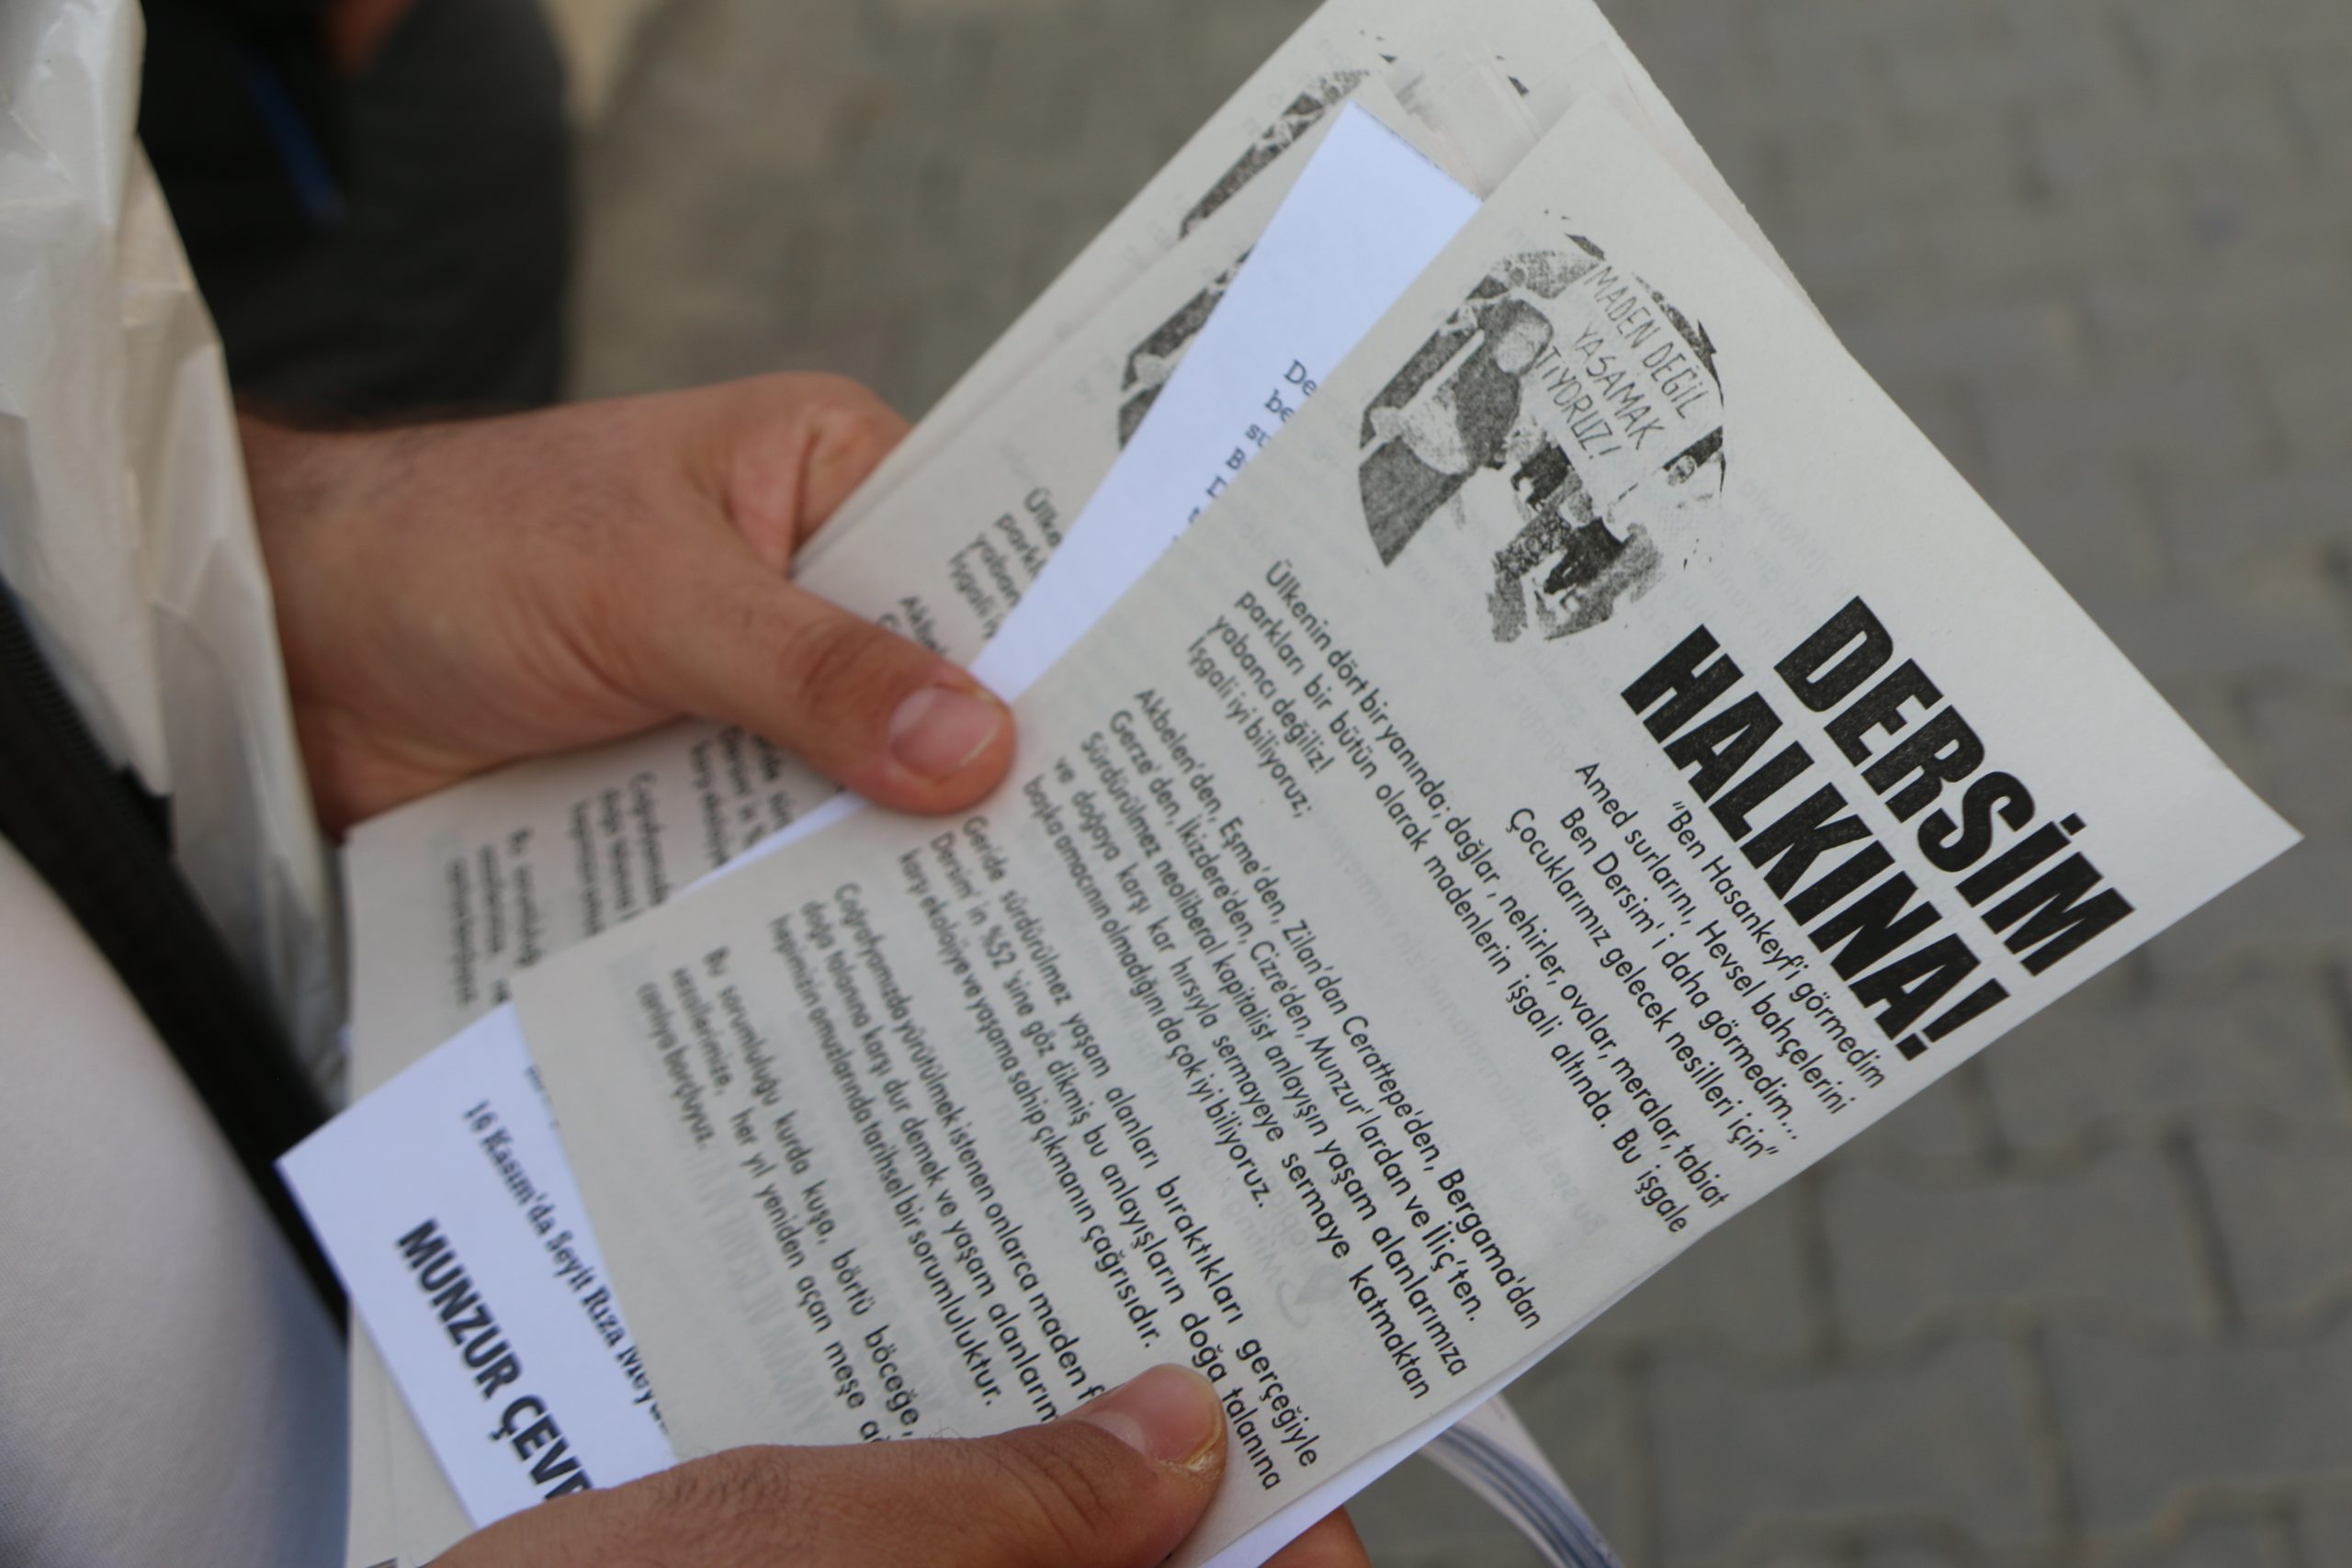 DERSİM
HALKINA!
MADEN DEĞİL
YAŞAMAK
İSTİYORUZ!
"Ben Hasankeyf'i görmedim
Amed surlarını, Hevsel bahçelerini
Ben Dersim' i daha görmedim...
Çocuklarımız gelecek nesilleri için"
Ülkenin dört bir yanında; dağlar, nehirler, ovalar, meralar, tabiat
parkları bir bütün olarak madenlerin işgali altında. Bu işgale
yabancı değiliz!
İşgali iyi biliyoruz;
Akbelen'den, Eşme'den, Zilan'dan Cerattepe'den, Bergama'dan
Gerze'den, İkizdere'den, Cizre'den, Munzur'lardan ve İliç'ten.
Sürdürülmez neoliberal kapitalist anlayışın yaşam alanlarımıza
ve doğaya karşı kar hırsıyla sermayeye sermaye katmaktan
başka amacının olmadığını da çok iyi biliyoruz.
Geride sürdürülmez yaşam alanları bıraktıkları gerçeğiyle
Dersim' in %52 'sine göz dikmiş bu anlayışların doğa talanına
karşı ekolojiye ve yaşama sahip çıkmanın çağrısıdır.
Coğrafyamızda yürütülmek istenen onlarca maden
doğa talanına karşı dur demek ve yaşam alanlarım
hepimizin omuzlarında tarihsel bir sorumluluktur.
Bu sorumluluğu kurda kuşa, börtü böceğe,
vezillerimize, her yıl yeniden açan meşe
canlıya borçluyuz.
16 Kasım'da Seyit Rıza
MUNZUR